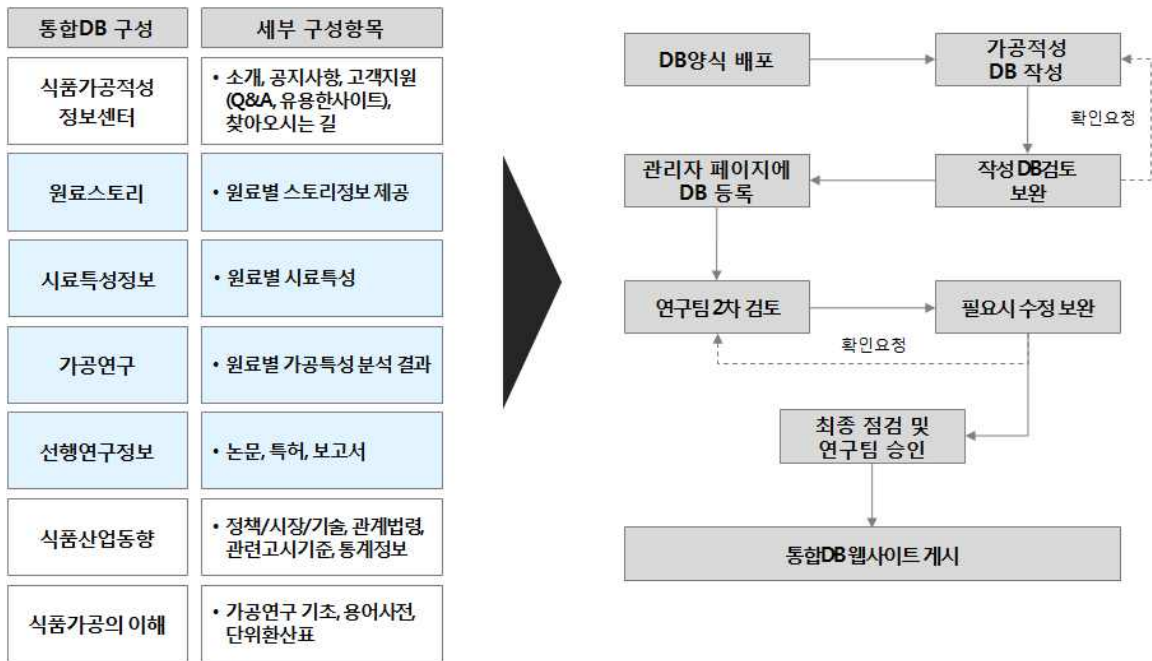 통합DB 구성
세부 구성항목
식품가공적성
정보센터
• 소개, 공지사항, 고객지원
(Q&A, 유용한사이트),
찾아오시는 길
원료스토리
• 원료별 스토리정보 제공
시료특성정보
• 원료별 시료특성
가공연구
• 원료별 가공특성 분석 결과
선행연구정보
• 논문, 특허, 보고서
식품산업동향
• 정책/시장/기술, 관계법령,
관련고시기준, 통계정보
식품가공의 이해
• 가공연구 기초, 용어사전,
단위환산표
DB양식 배포
가공적성
DB 작성
확인요청
관리자 페이지에
DB 등록
작성 DB검토
보완
연구팀 2차 검토
필요시 수정 보완
확인요청
최종 점검 및
연구팀 승인
통합DB 웹사이트 게시